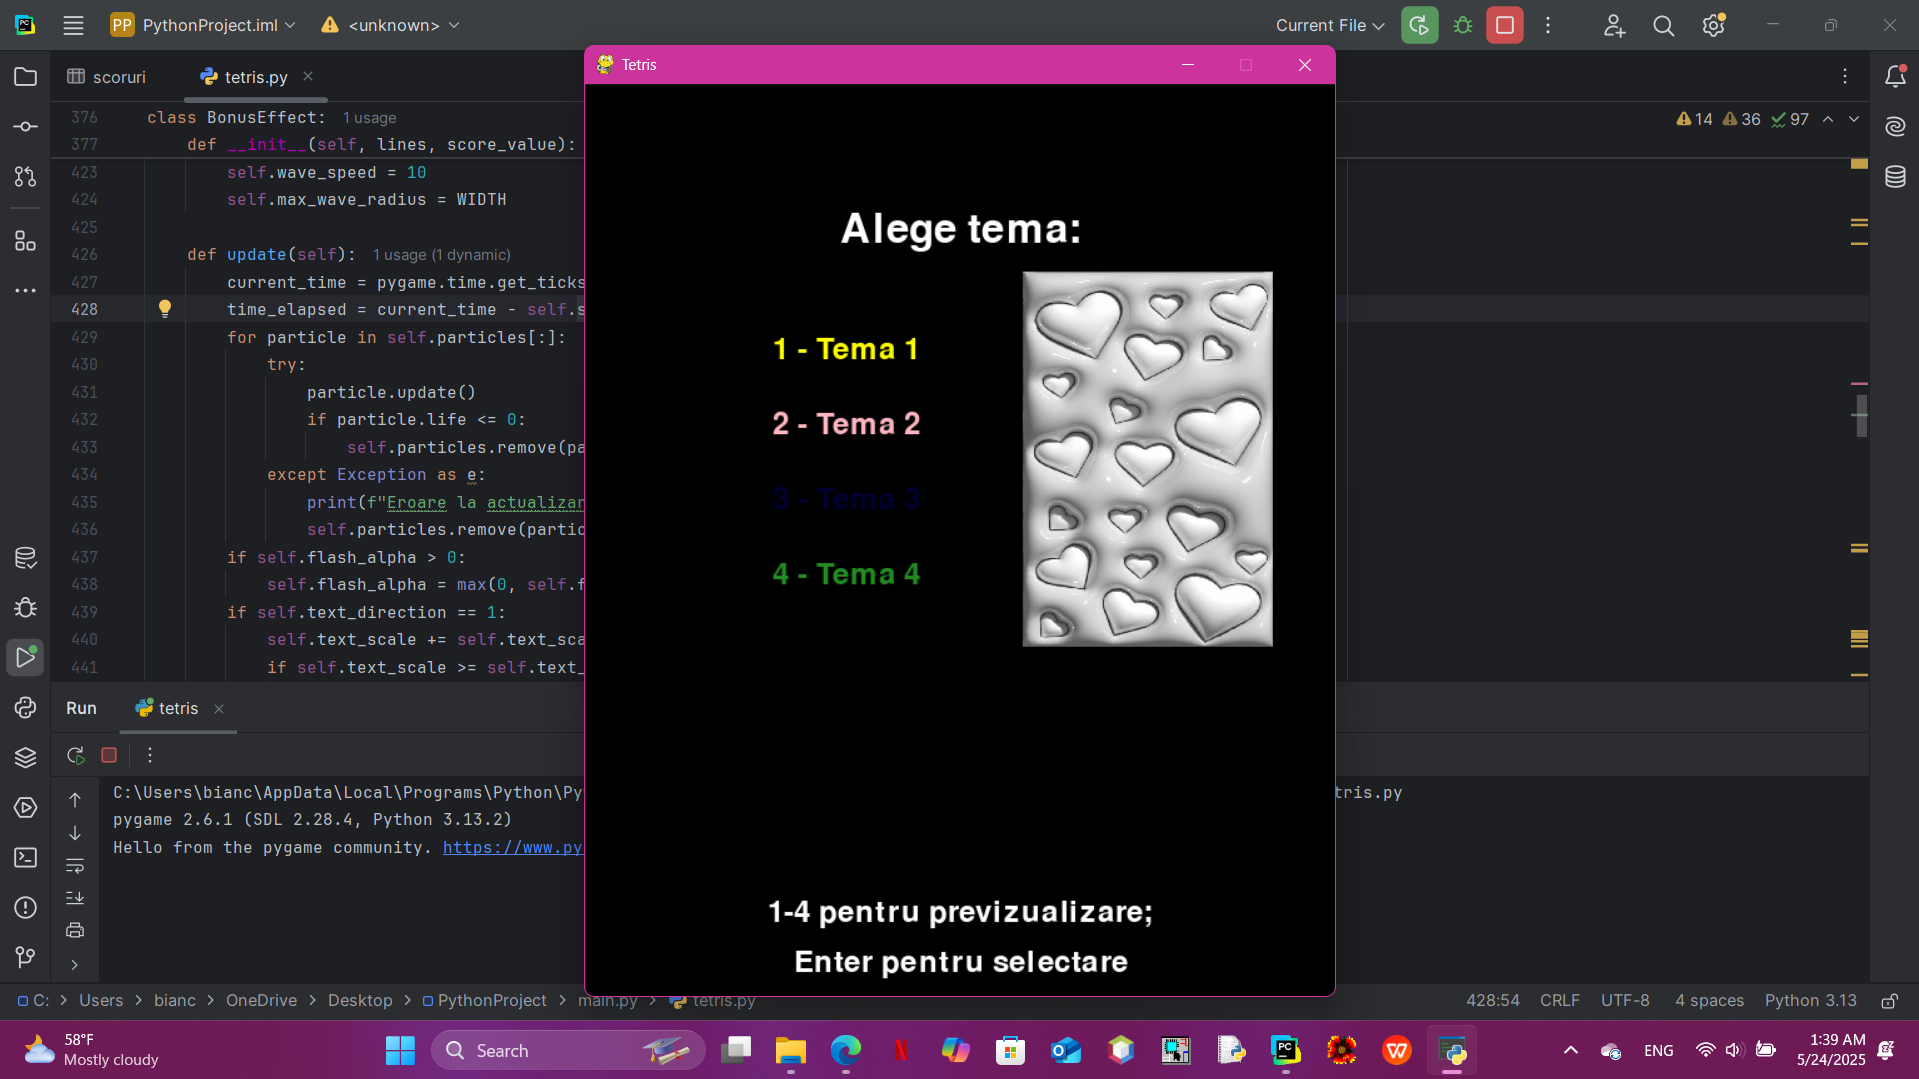 PC
PP PythonProject.iml
<unknown>
Current File
scoruri
tetris.py
14 36 97
376 class BonusEffect: 1 usage
377 def __init__(self, lines, score_value):
423 self.wave_speed = 10
424 self.max_wave_radius = WIDTH
425
426 def update(self): 1 usage (1 dynamic)
427 current_time = pygame.time.get_ticks
428 time_elapsed = current_time - self.s
429 for particle in self.particles[:]:
430 try:
431 particle.update()
432 if particle.life <= 0:
433 self.particles.remove(pa
434 except Exception as e:
435 print(f"Eroare la actualizar
436 self.particles.remove(partic
437 if self.flash_alpha > 0:
438 self.flash_alpha = max(0, self.f
439 if self.text_direction == 1:
440 self.text_scale += self.text_sca
441 if self.text_scale >= self.text_
Tetris
Alege tema:
1 - Tema 1
2 - Tema 2
3 - Tema 3
4 - Tema 4
1-4 pentru previzualizare;
Enter pentru selectare
Run
tetris
C:\Users\bianc\AppData\Local\Programs\Python\Py
tris.py
pygame 2.6.1 (SDL 2.28.4, Python 3.13.2)
Hello from the pygame community. https://www.py
C: > Users > bianc > OneDrive > Desktop > PythonProject > main.py > tetris.py
428:54 CRLF UTF-8 4 spaces Python 3.13
58°F
Mostly cloudy
Search
ENG
1:39 AM
5/24/2025